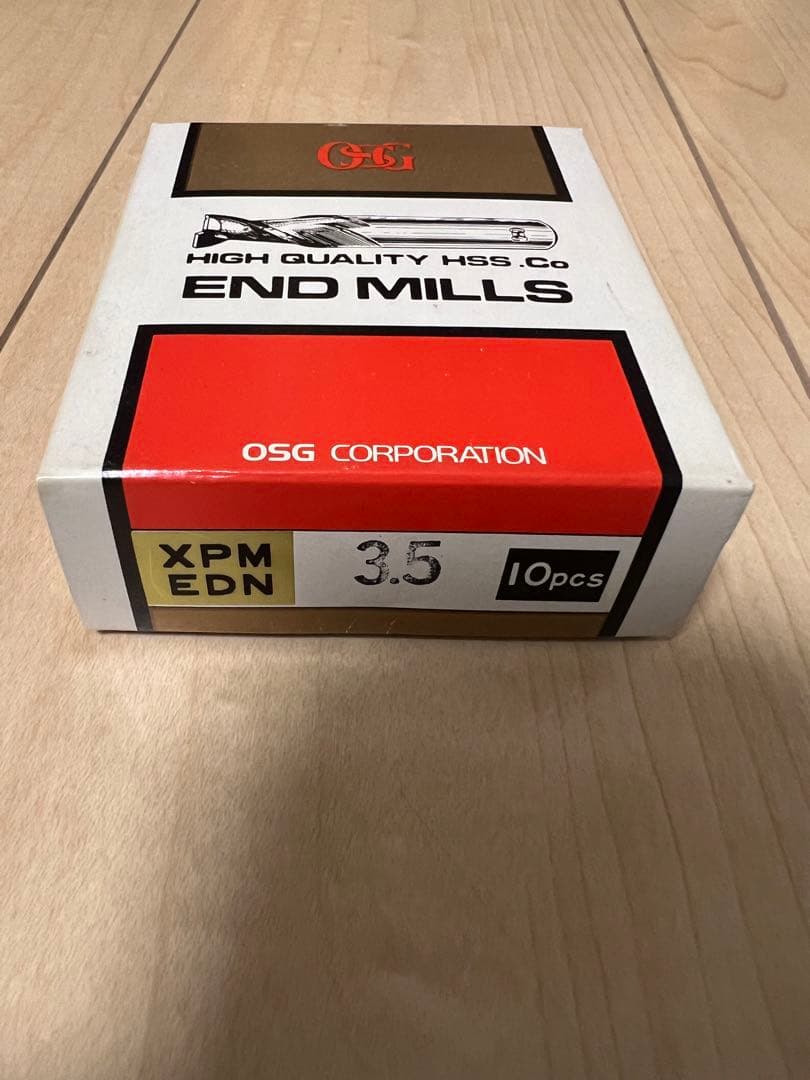 OSG
HIGH QUALITY HSS.Co
END MILLS
OSG CORPORATION
XPM
EDN
3.5
10pcs